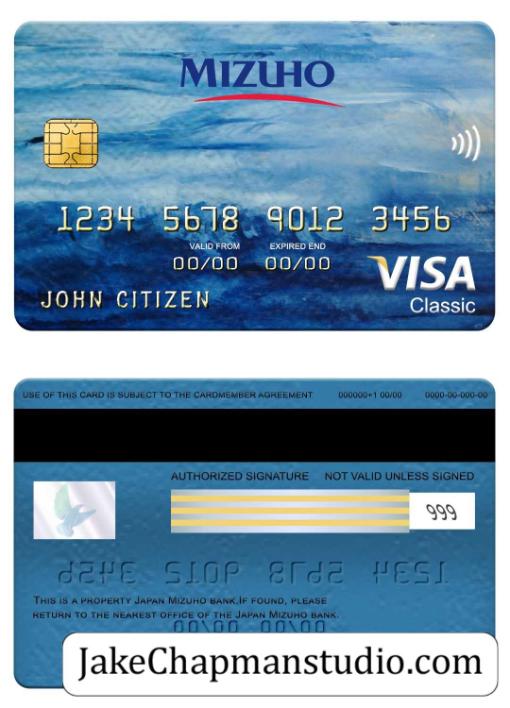 MIZUHO
1234 5678 9012 3456
VALID FROM EXPIRED END
00/00 00/00
VISA
JOHN CITIZEN
Classic
USE OF THIS CARD IS SUBJECT TO THE CARDMEMBER AGREEMENT 000000+1 00/00 0000-00-000-00
AUTHORIZED SIGNATURE NOT VALID UNLESS SIGNED
999
THIS IS A PROPERTY JAPAN MIZUHO BANK,IF FOUND, PLEASE
RETURN TO THE NEAREST OFFICE OF THE JAPAN MIZUHO BANK.
JakeChapmanstudio.com